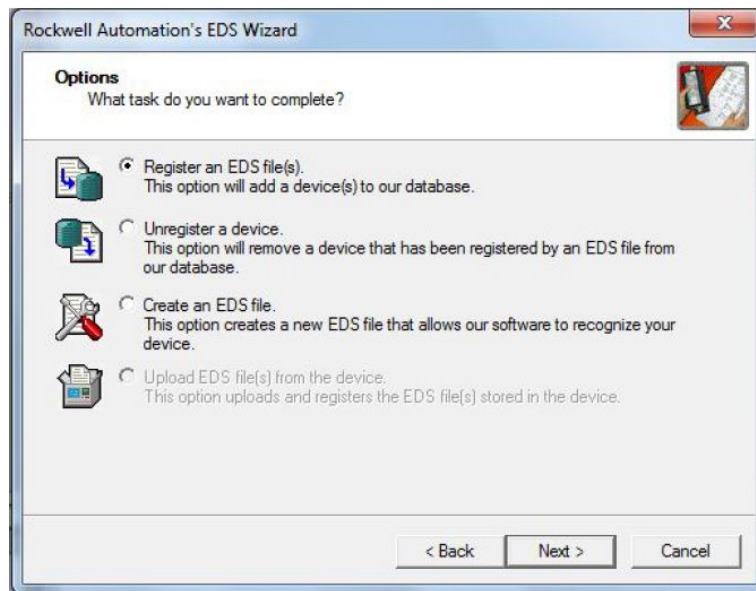 Rockwell Automation's EDS Wizard
Options
What task do you want to complete?
Register an EDS file(s).
This option will add a device(s) to our database.
Unregister a device.
This option will remove a device that has been registered by an EDS file from
our database.
Create an EDS file.
This option creates a new EDS file that allows our software to recognize your
device.
Upload EDS file(s) from the device.
This option uploads and registers the EDS file(s) stored in the device.
< Back
Next >
Cancel